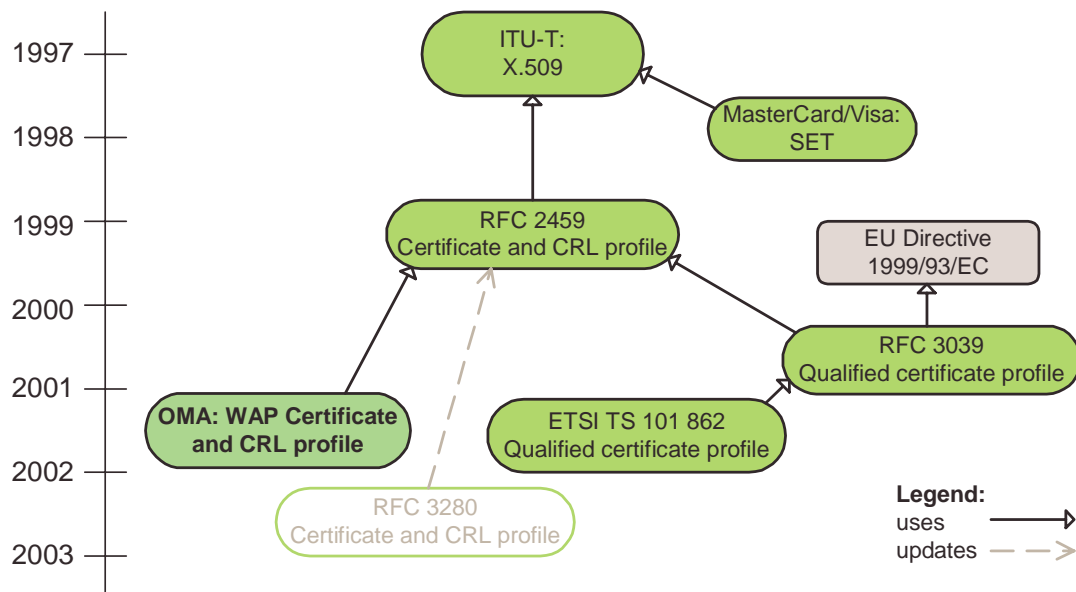 1997
1998
1999
2000
2001
2002
2003
ITU-T:
X.509
MasterCard/Visa:
SET
RFC 2459
Certificate and CRL profile
EU Directive
1999/93/EC
RFC 3039
Qualified certificate profile
OMA: WAP Certificate
and CRL profile
ETSI TS 101 862
Qualified certificate profile
RFC 3280
Certificate and CRL profile
Legend:
uses
updates